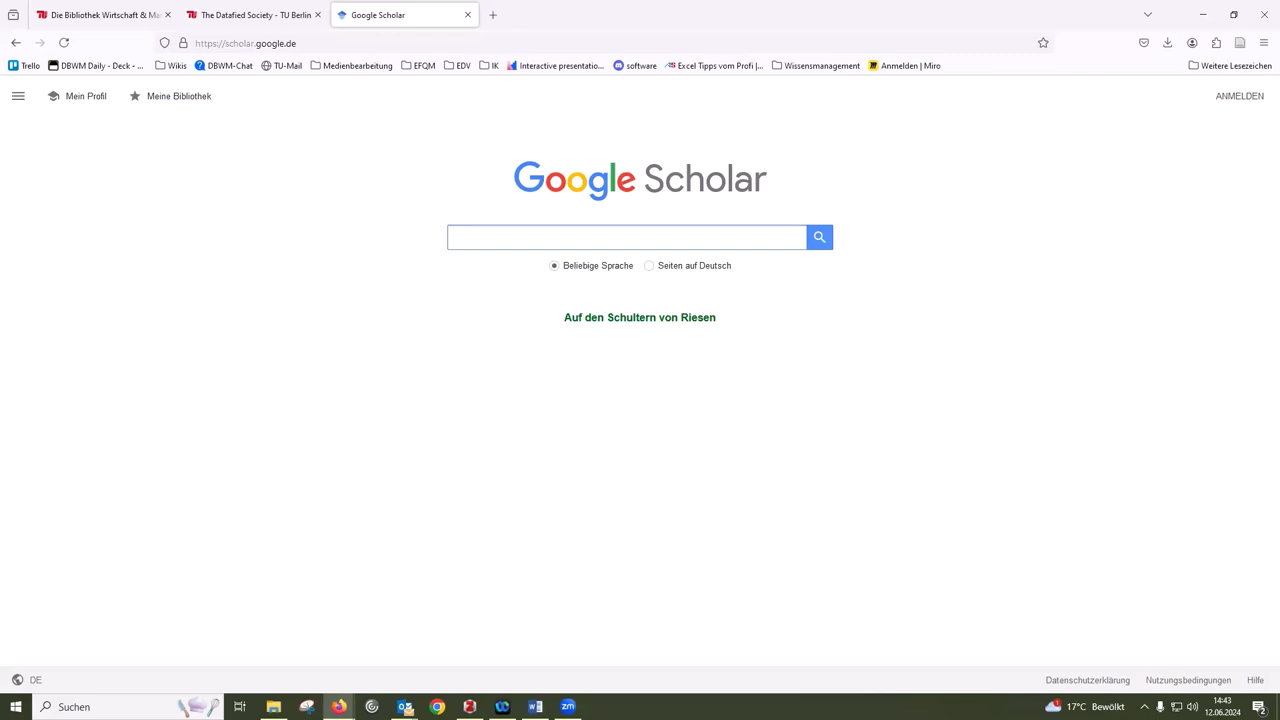 Die Bibliothek Wirtschaft & Ma
The Datafied Society - TU Berlin
Google Scholar
https://scholar.google.de
Trello
DBWM Daily - Deck - ...
Wikis
DBWM-Chat
TU-Mail
Medienbearbeitung
EFQM
EDV
IK
Interactive presentatio...
software
Excel Tipps vom Profi |...
Wissensmanagement
Anmelden | Miro
Weitere Lesezeichen
Mein Profil
Meine Bibliothek
ANMELDEN
Google Scholar
Beliebige Sprache
Seiten auf Deutsch
Auf den Schultern von Riesen
DE
Datenschutzerklärung
Nutzungsbedingungen
Hilfe
Suchen
17°C Bewölkt
14:43
12.06.2024